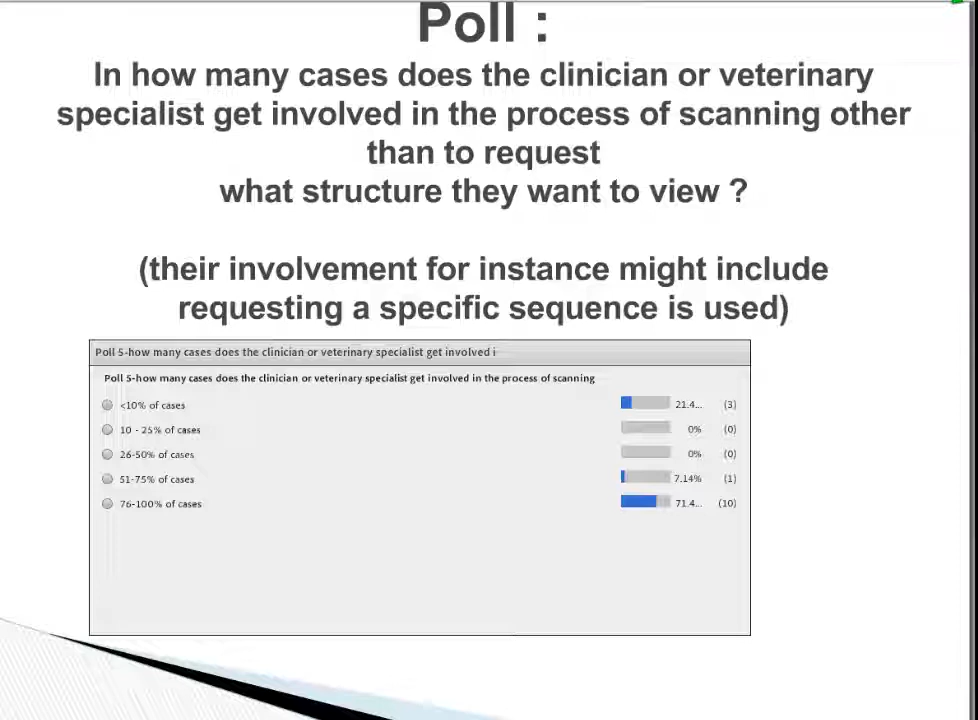 Poll :
In how many cases does the clinician or veterinary
specialist get involved in the process of scanning other
than to request
what structure they want to view ?
(their involvement for instance might include
requesting a specific sequence is used)
Poll 5-how many cases does the clinician or veterinary specialist get involved i
Poll 5-how many cases does the clinician or veterinary specialist get involved in the process of scanning
<10% of cases 21.4... (3)
10 - 25% of cases 0% (0)
26-50% of cases 0% (0)
51-75% of cases 7.14% (1)
76-100% of cases 71.4... (10)